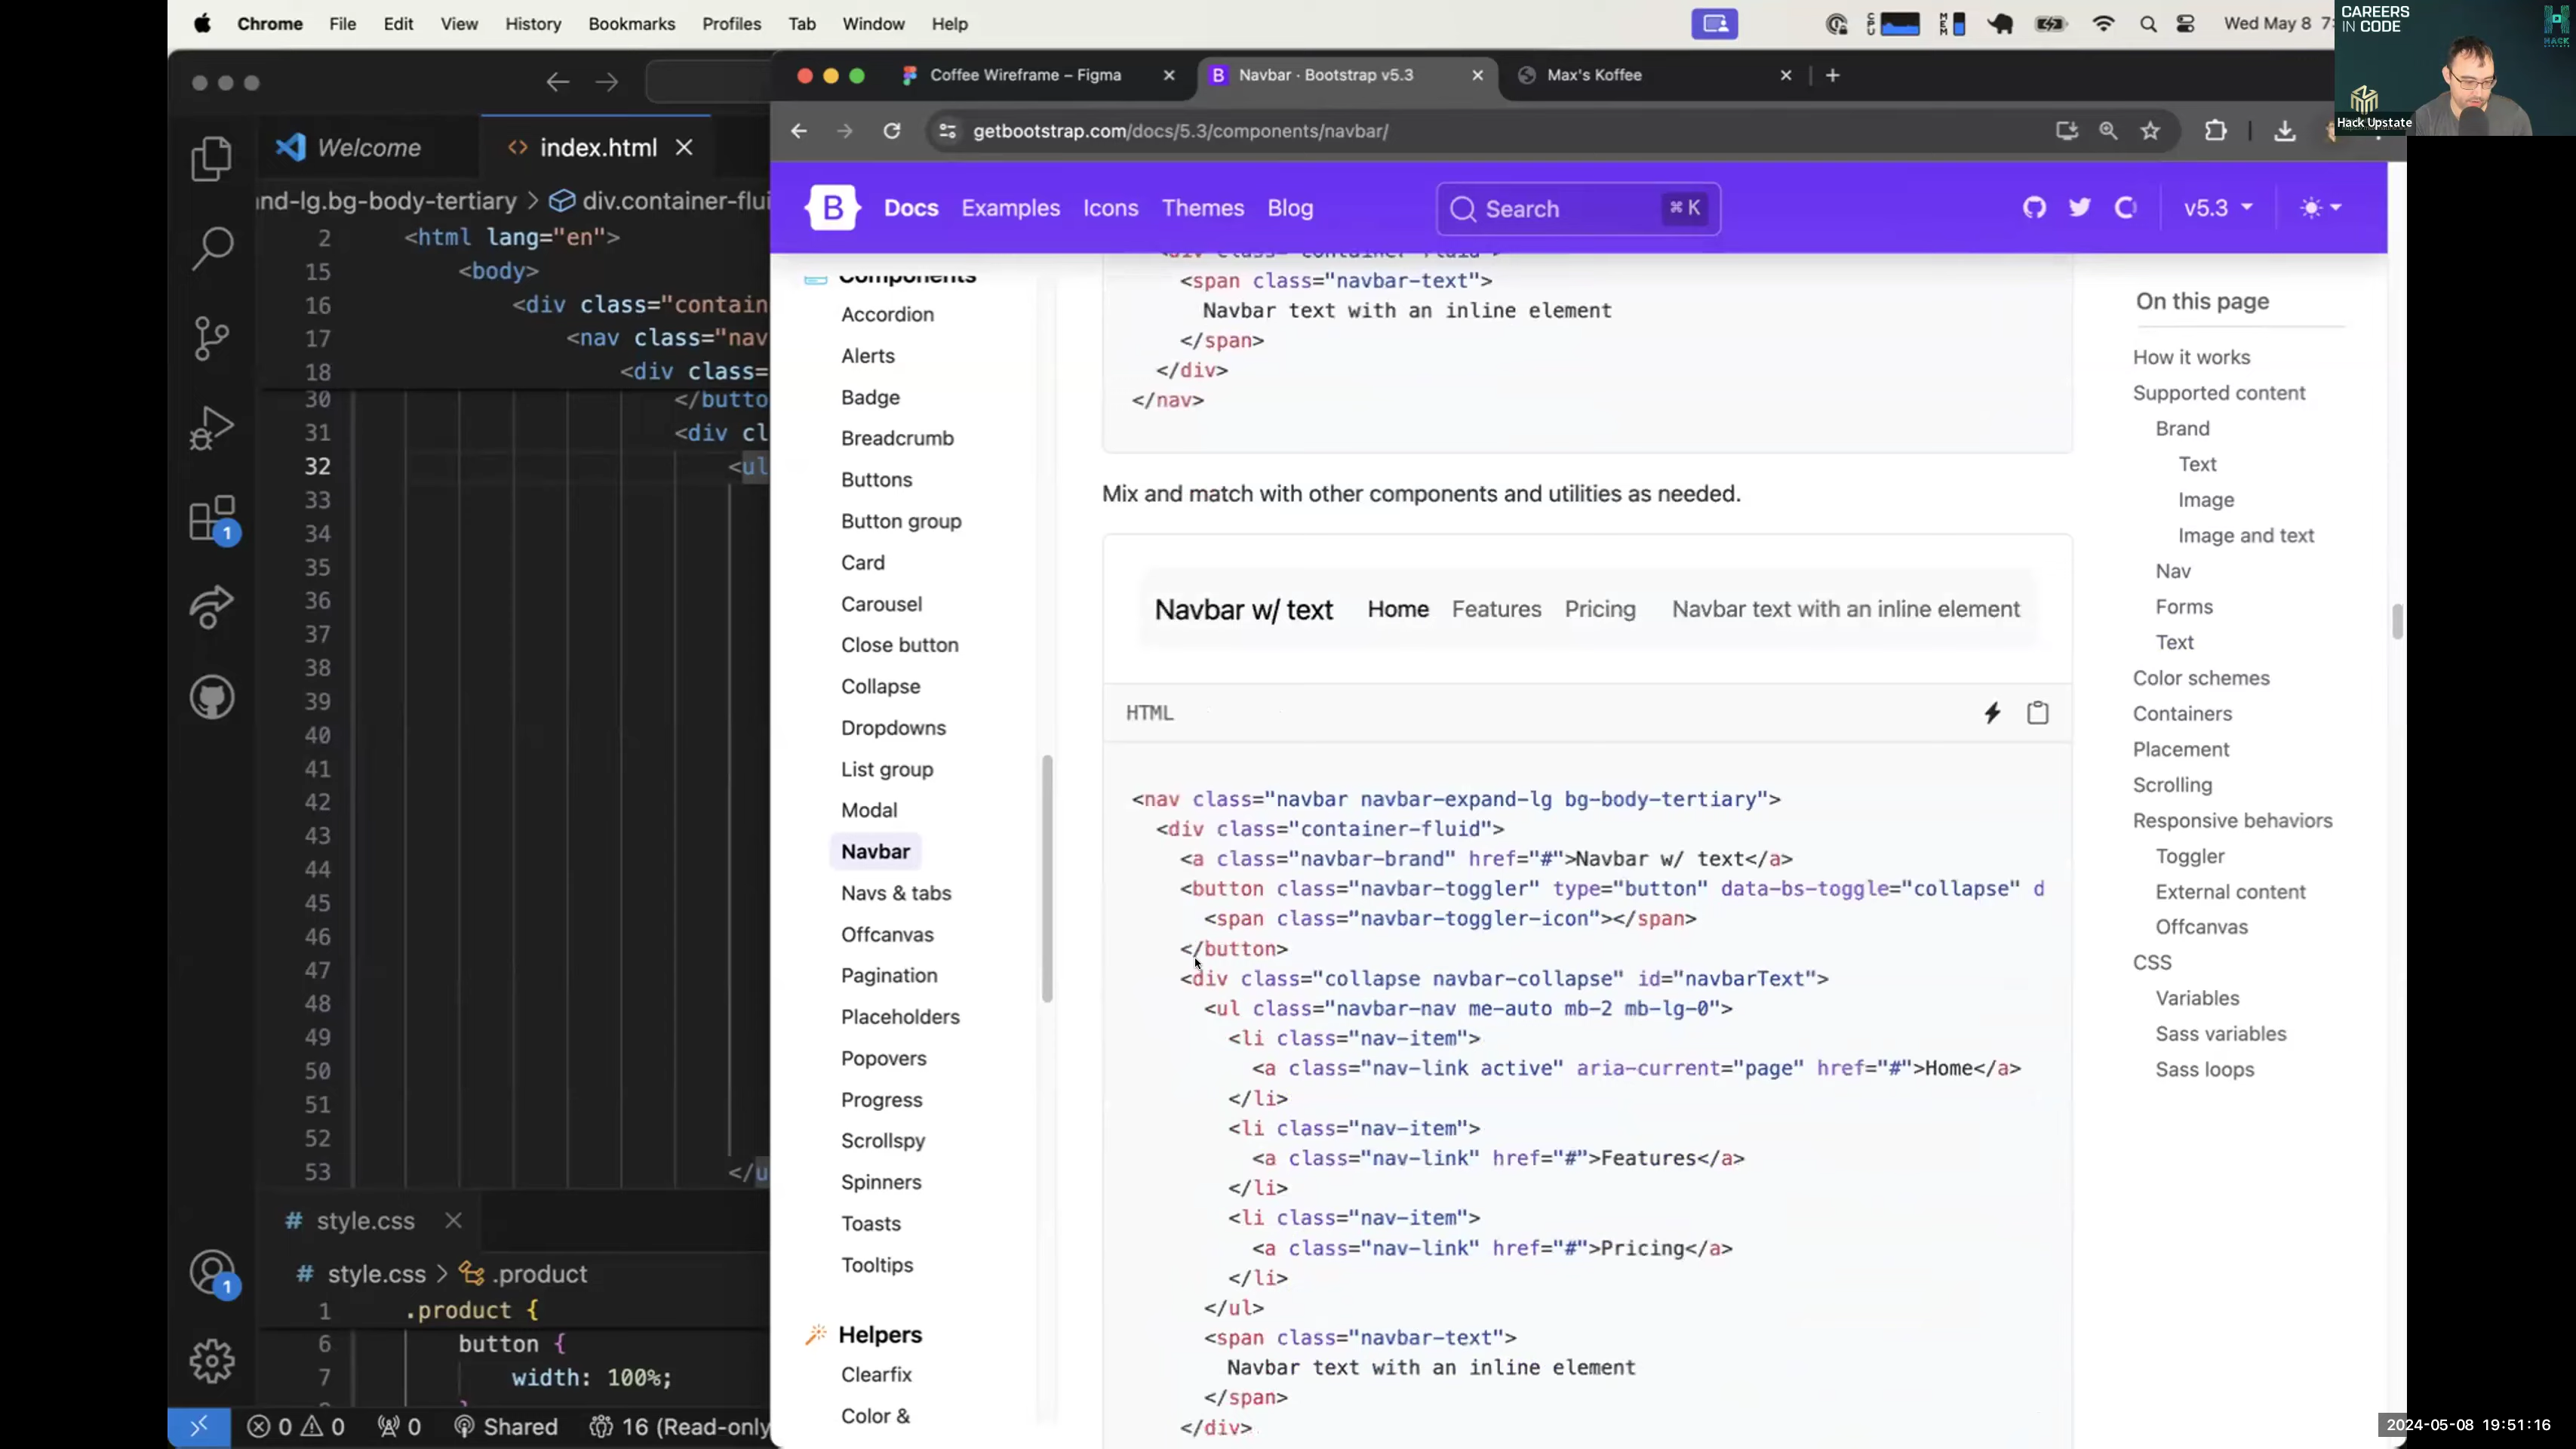 Chrome File Edit View History Bookmarks Profiles Tab Window Help
CPU
MEM
Wed May 8
CAREERS
IN CODE
HACK
Hack Upstate
Coffee Wireframe – Figma
Navbar · Bootstrap v5.3
Max's Koffee
getbootstrap.com/docs/5.3/components/navbar/
Welcome
index.html
nd-lg.bg-body-tertiary > div.container-flui
2 <html lang="en">
15 <body>
16 <div class="contain
17 <nav class="nav
18 <div class=
30 </butto
31 <div cl
32 <ul
33
34
35
36
37
38
39
40
41
42
43
44
45
46
47
48
49
50
51
52
53 </u
# style.css
# style.css > .product
1 .product {
6 button {
7 width: 100%;
0 0 0 Shared 16 (Read-only
1
1
B Docs Examples Icons Themes Blog
Search ⌘ K
v5.3
Components
Accordion
Alerts
Badge
Breadcrumb
Buttons
Button group
Card
Carousel
Close button
Collapse
Dropdowns
List group
Modal
Navbar
Navs & tabs
Offcanvas
Pagination
Placeholders
Popovers
Progress
Scrollspy
Spinners
Toasts
Tooltips
Helpers
Clearfix
Color &
<div class="container-fluid">
<span class="navbar-text">
Navbar text with an inline element
</span>
</div>
</nav>
Mix and match with other components and utilities as needed.
Navbar w/ text Home Features Pricing Navbar text with an inline element
HTML
<nav class="navbar navbar-expand-lg bg-body-tertiary">
<div class="container-fluid">
<a class="navbar-brand" href="#">Navbar w/ text</a>
<button class="navbar-toggler" type="button" data-bs-toggle="collapse" d
<span class="navbar-toggler-icon"></span>
</button>
<div class="collapse navbar-collapse" id="navbarText">
<ul class="navbar-nav me-auto mb-2 mb-lg-0">
<li class="nav-item">
<a class="nav-link active" aria-current="page" href="#">Home</a>
</li>
<li class="nav-item">
<a class="nav-link" href="#">Features</a>
</li>
<li class="nav-item">
<a class="nav-link" href="#">Pricing</a>
</li>
</ul>
<span class="navbar-text">
Navbar text with an inline element
</span>
</div>
On this page
How it works
Supported content
Brand
Text
Image
Image and text
Nav
Forms
Text
Color schemes
Containers
Placement
Scrolling
Responsive behaviors
Toggler
External content
Offcanvas
CSS
Variables
Sass variables
Sass loops
2024-05-08 19:51:16